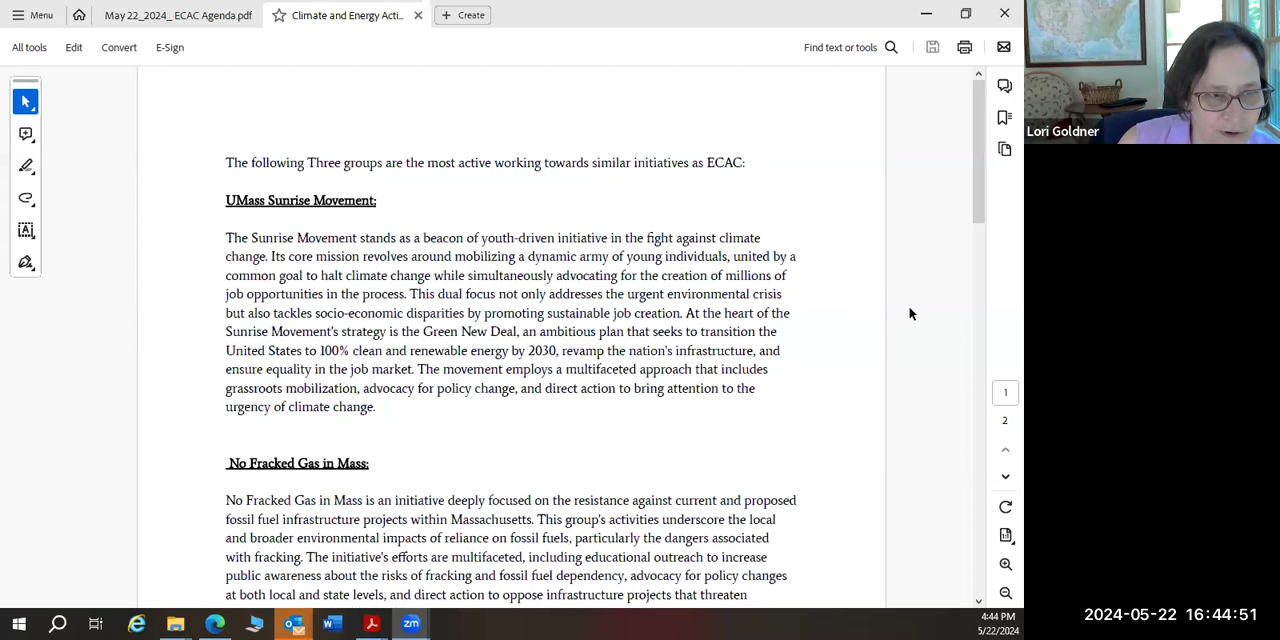 Menu
May 22_2024_ ECAC Agenda.pdf
Climate and Energy Acti...
Create
All tools
Edit
Convert
E-Sign
Find text or tools
Lori Goldner
The following Three groups are the most active working towards similar initiatives as ECAC:
UMass Sunrise Movement:
The Sunrise Movement stands as a beacon of youth-driven initiative in the fight against climate
change. Its core mission revolves around mobilizing a dynamic army of young individuals, united by a
common goal to halt climate change while simultaneously advocating for the creation of millions of
job opportunities in the process. This dual focus not only addresses the urgent environmental crisis
but also tackles socio-economic disparities by promoting sustainable job creation. At the heart of the
Sunrise Movement's strategy is the Green New Deal, an ambitious plan that seeks to transition the
United States to 100% clean and renewable energy by 2030, revamp the nation's infrastructure, and
ensure equality in the job market. The movement employs a multifaceted approach that includes
grassroots mobilization, advocacy for policy change, and direct action to bring attention to the
urgency of climate change.
No Fracked Gas in Mass:
No Fracked Gas in Mass is an initiative deeply focused on the resistance against current and proposed
fossil fuel infrastructure projects within Massachusetts. This group's activities underscore the local
and broader environmental impacts of reliance on fossil fuels, particularly the dangers associated
with fracking. The initiative's efforts are multifaceted, including educational outreach to increase
public awareness about the risks of fracking and fossil fuel dependency, advocacy for policy changes
at both local and state levels, and direct action to oppose infrastructure projects that threaten
1
2
4:44 PM
5/22/2024
2024-05-22 16:44:51